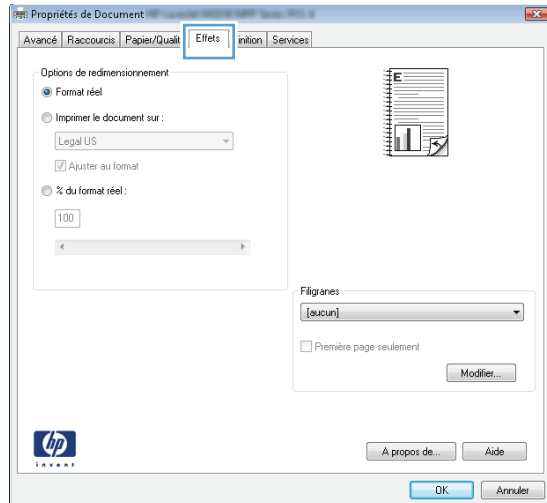 Propriétés de Document
Avancé Raccourcis Papier/Qualit Effets inition Services
Options de redimensionnement
Format réel
Imprimer le document sur :
Legal US
Ajuster au format
% du format réel :
100
E
Filigranes
[aucun]
Première page seulement
Modifier...
hp
invent
A propos de... Aide
OK Annuler